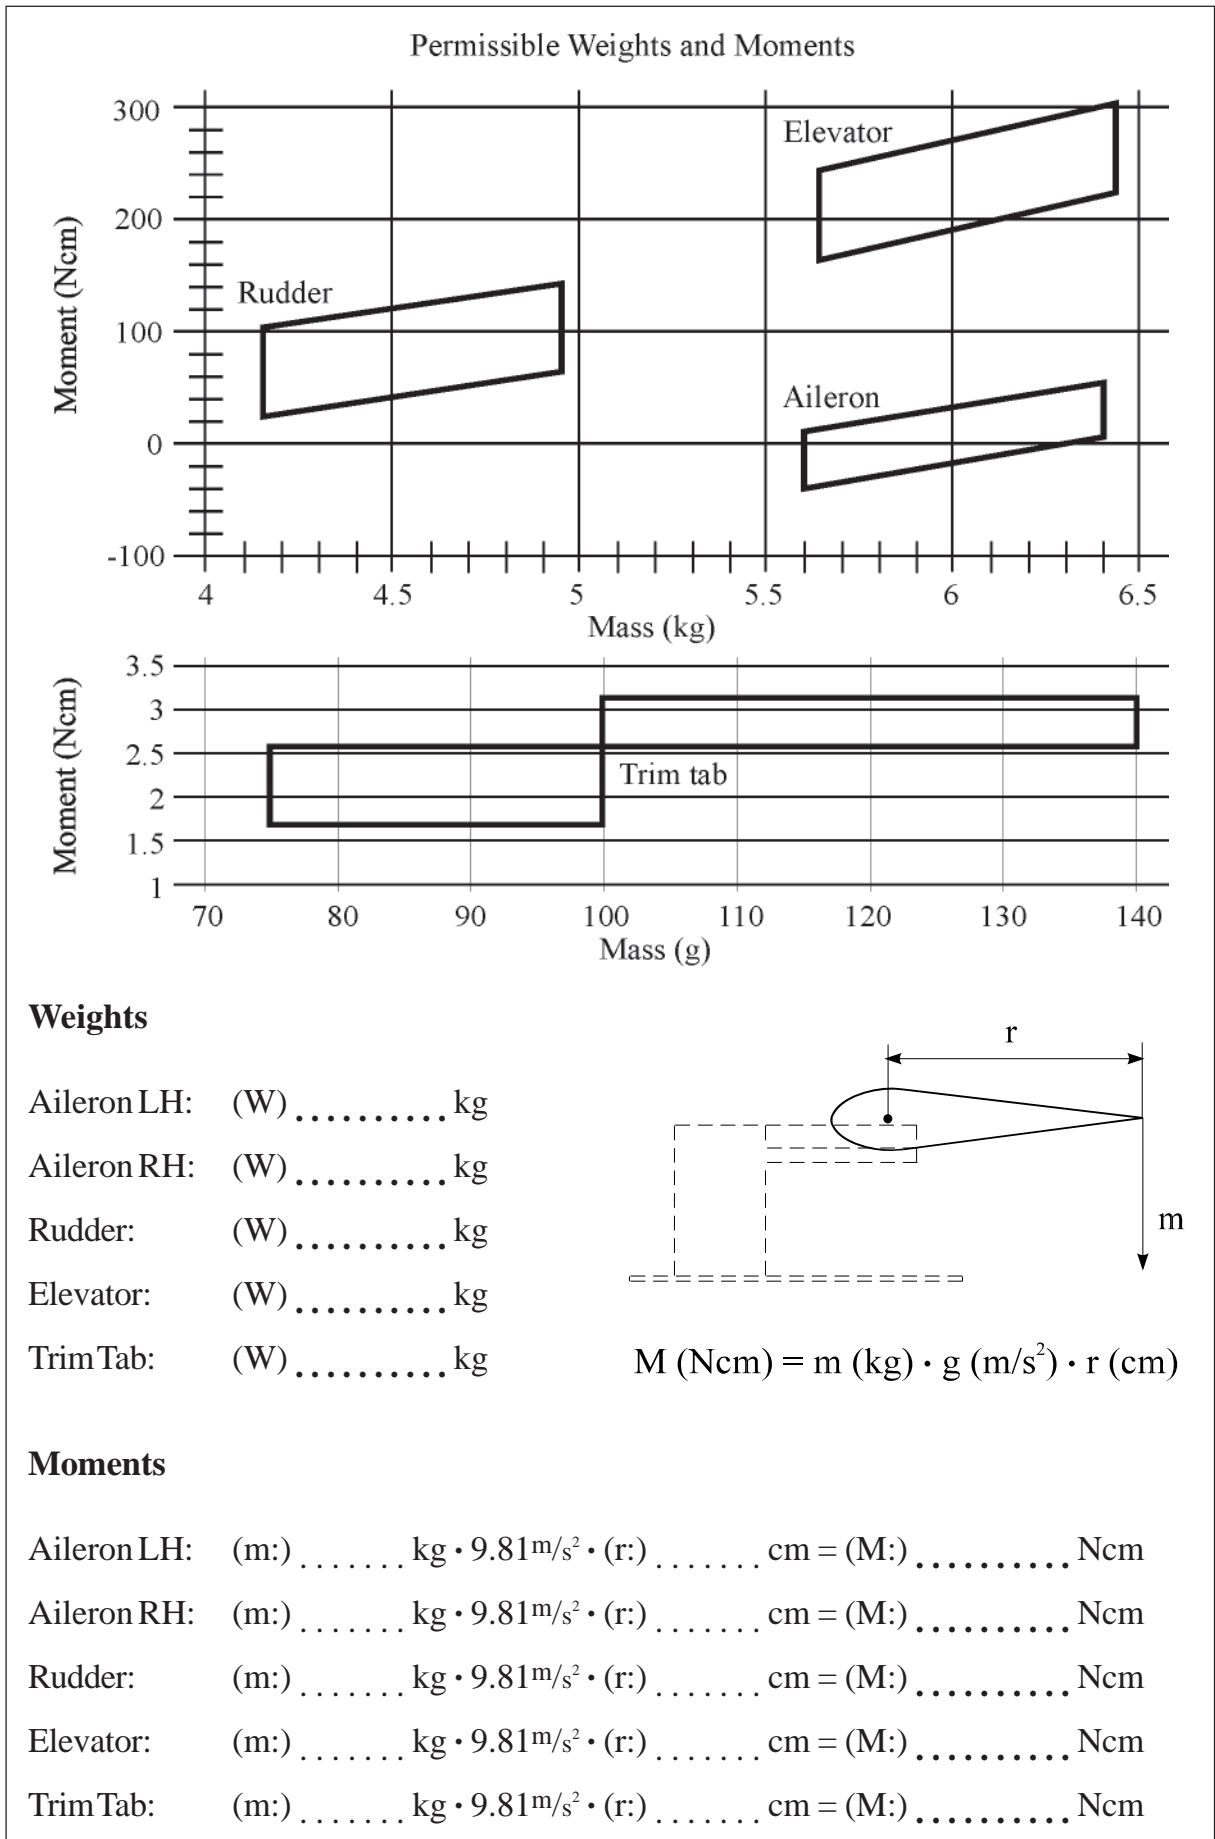 Permissible Weights and Moments
300
Elevator
200
Rudder
100
Aileron
0
-100
Moment (Ncm)
4 4.5 5 5.5 6 6.5
Mass (kg)
3.5
3
2.5
Trim tab
2
1.5
1
Moment (Ncm)
70 80 90 100 110 120 130 140
Mass (g)
Weights
r
Aileron LH: (W) .......... kg
Aileron RH: (W) .......... kg
Rudder: (W) .......... kg
m
Elevator: (W) .......... kg
Trim Tab: (W) .......... kg
M (Ncm) = m (kg) · g (m/s²) · r (cm)
Moments
Aileron LH: (m:) ....... kg · 9.81m/s² · (r:) ....... cm = (M:) .......... Ncm
Aileron RH: (m:) ....... kg · 9.81m/s² · (r:) ....... cm = (M:) .......... Ncm
Rudder: (m:) ....... kg · 9.81m/s² · (r:) ....... cm = (M:) .......... Ncm
Elevator: (m:) ....... kg · 9.81m/s² · (r:) ....... cm = (M:) .......... Ncm
Trim Tab: (m:) ....... kg · 9.81m/s² · (r:) ....... cm = (M:) .......... Ncm